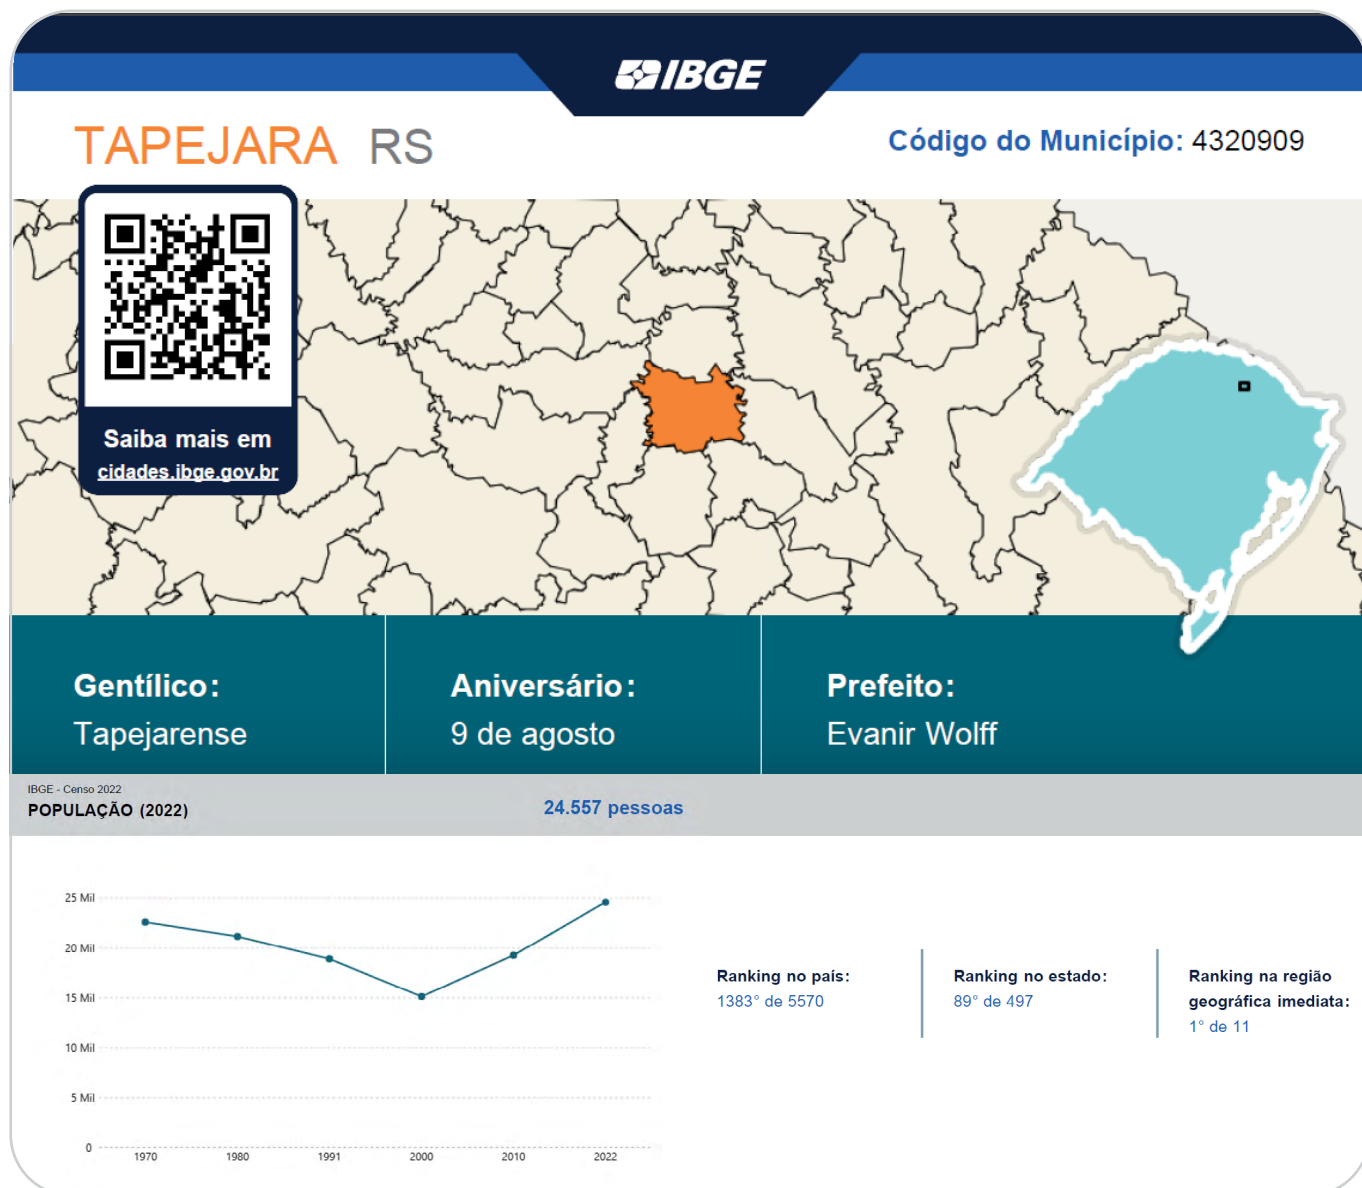 IBGE
TAPEJARA RS
Código do Município: 4320909
Saiba mais em
cidades.ibge.gov.br
Gentílico:
Tapejarense
Aniversário:
9 de agosto
Prefeito:
Evanir Wolff
IBGE - Censo 2022
POPULAÇÃO (2022)
24.557 pessoas
25 Mil
20 Mil
15 Mil
10 Mil
5 Mil
0
1970 1980 1991 2000 2010 2022
Ranking no país:
1383° de 5570
Ranking no estado:
89° de 497
Ranking na região
geográfica imediata:
1° de 11